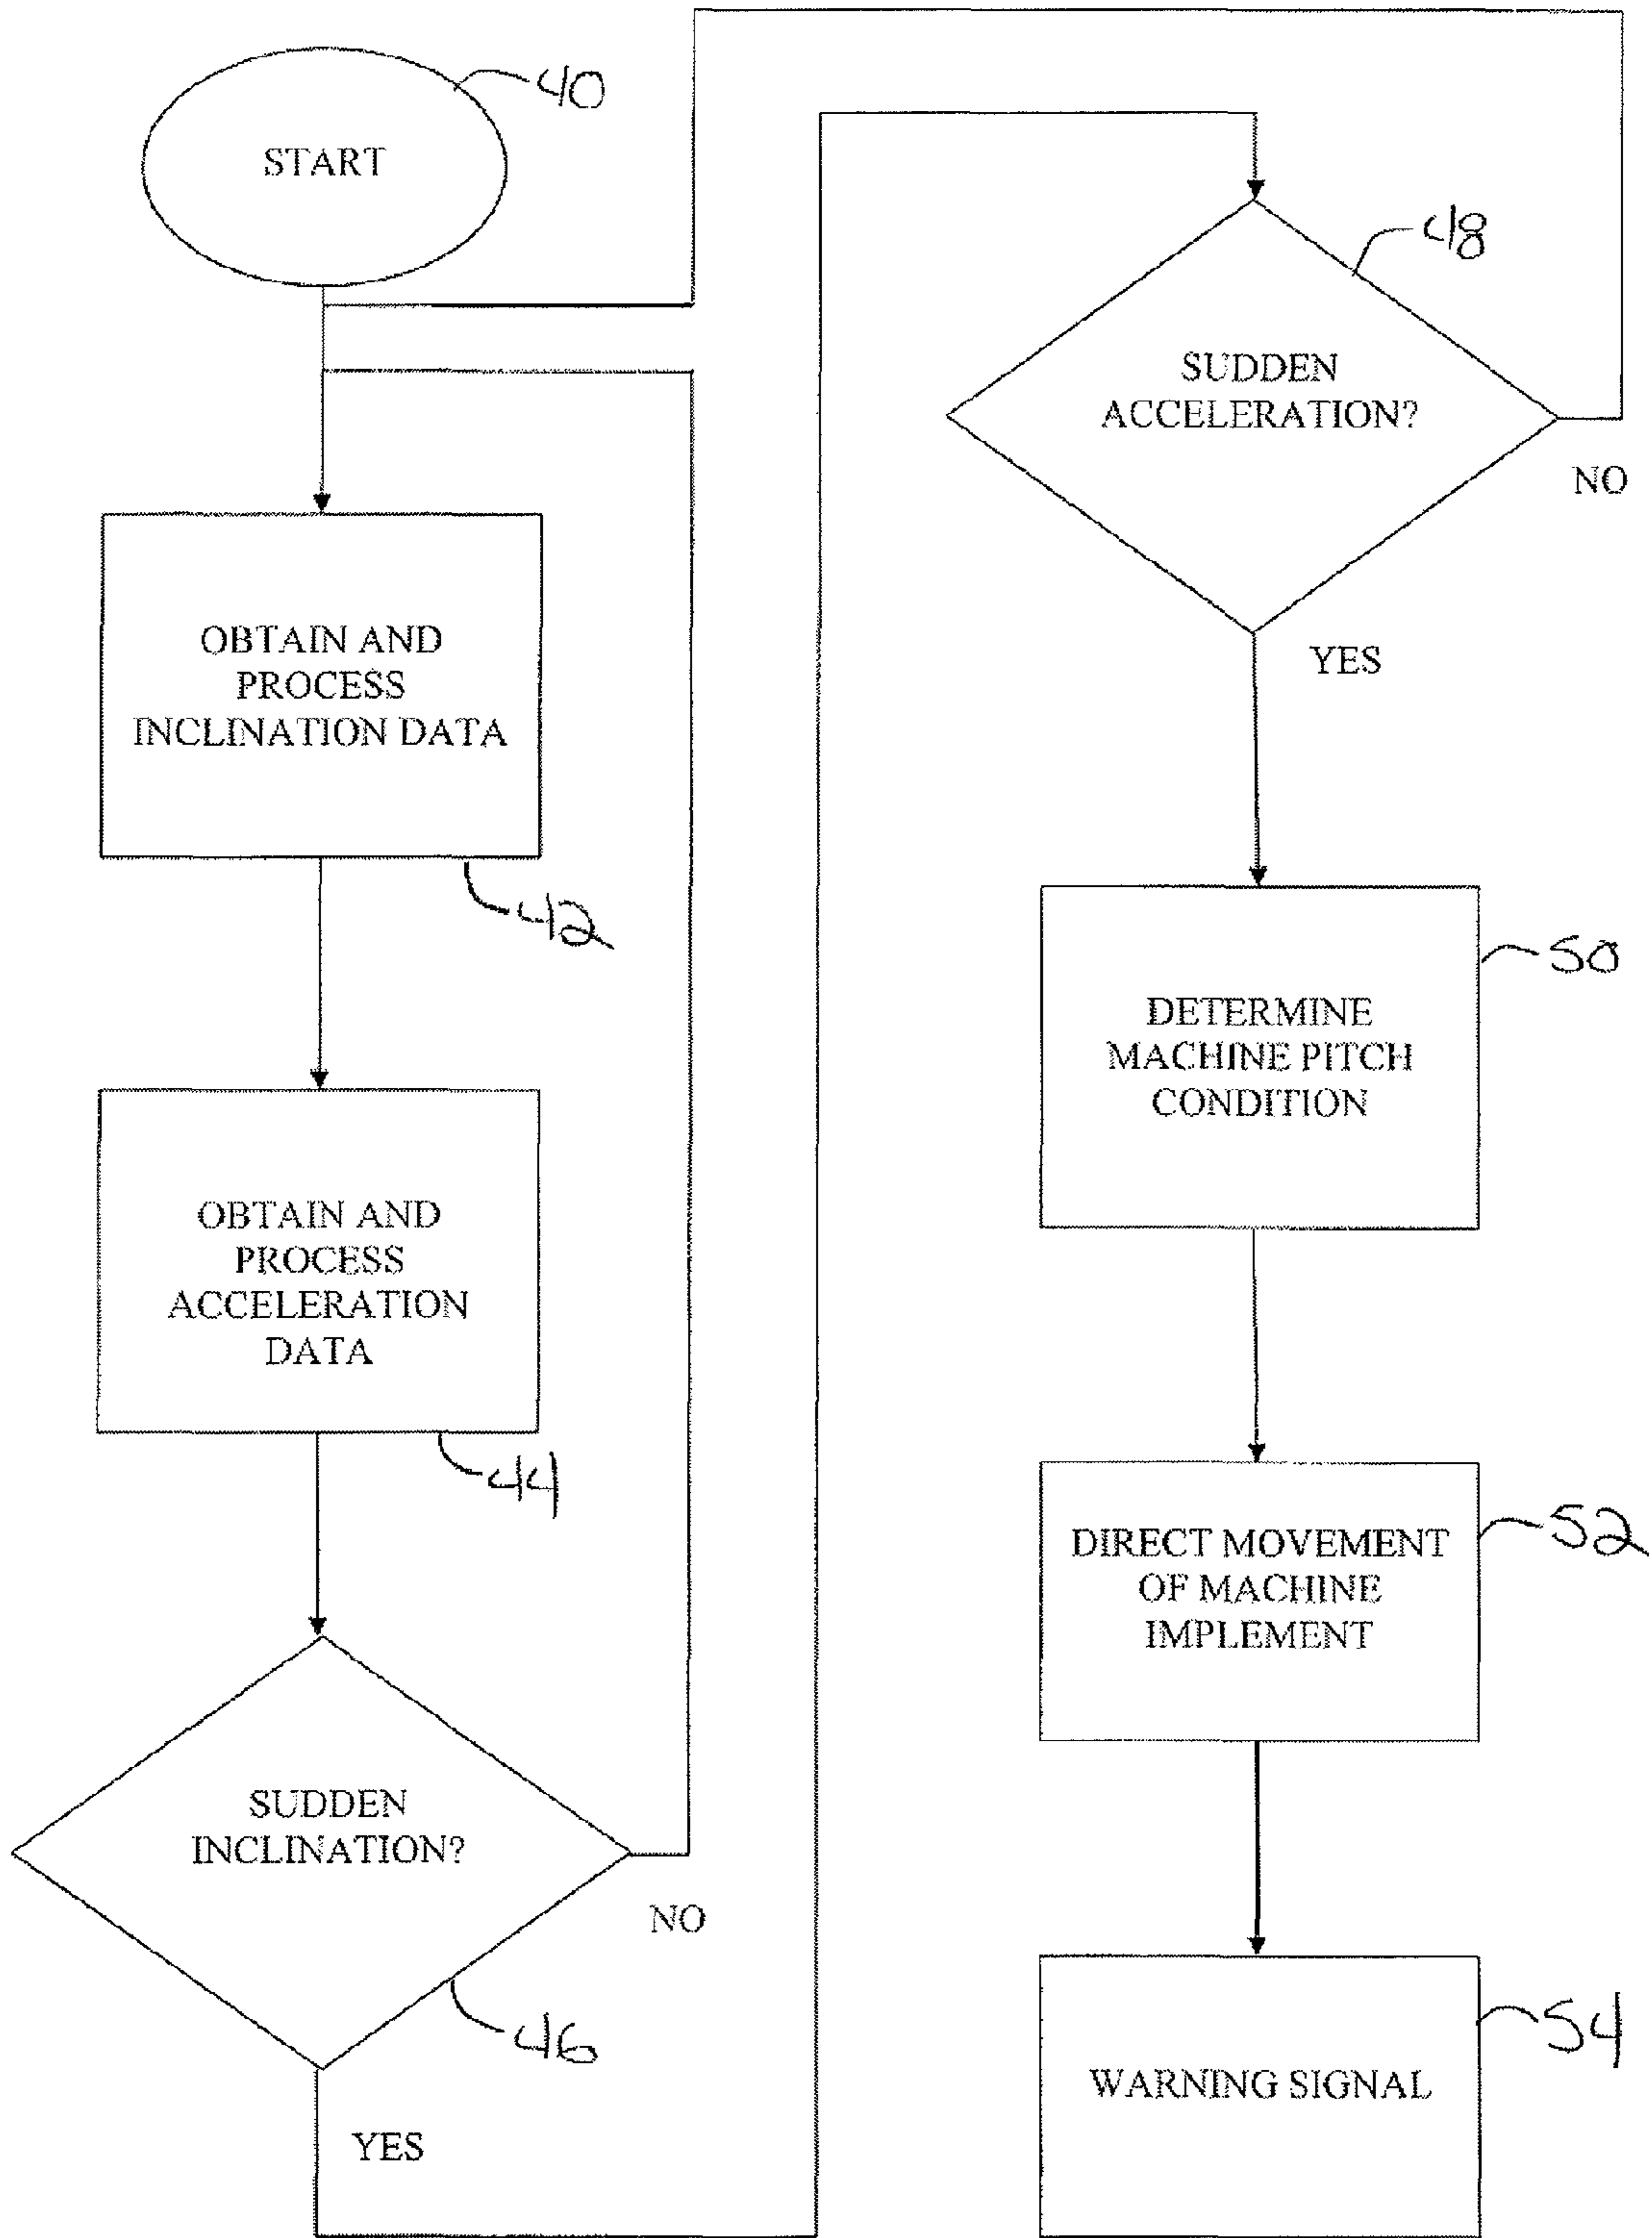 START
40
OBTAIN AND
PROCESS
INCLINATION DATA
42
OBTAIN AND
PROCESS
ACCELERATION
DATA
44
SUDDEN
INCLINATION?
NO
46
YES
48
SUDDEN
ACCELERATION?
NO
YES
50
DETERMINE
MACHINE PITCH
CONDITION
52
DIRECT MOVEMENT
OF MACHINE
IMPLEMENT
54
WARNING SIGNAL